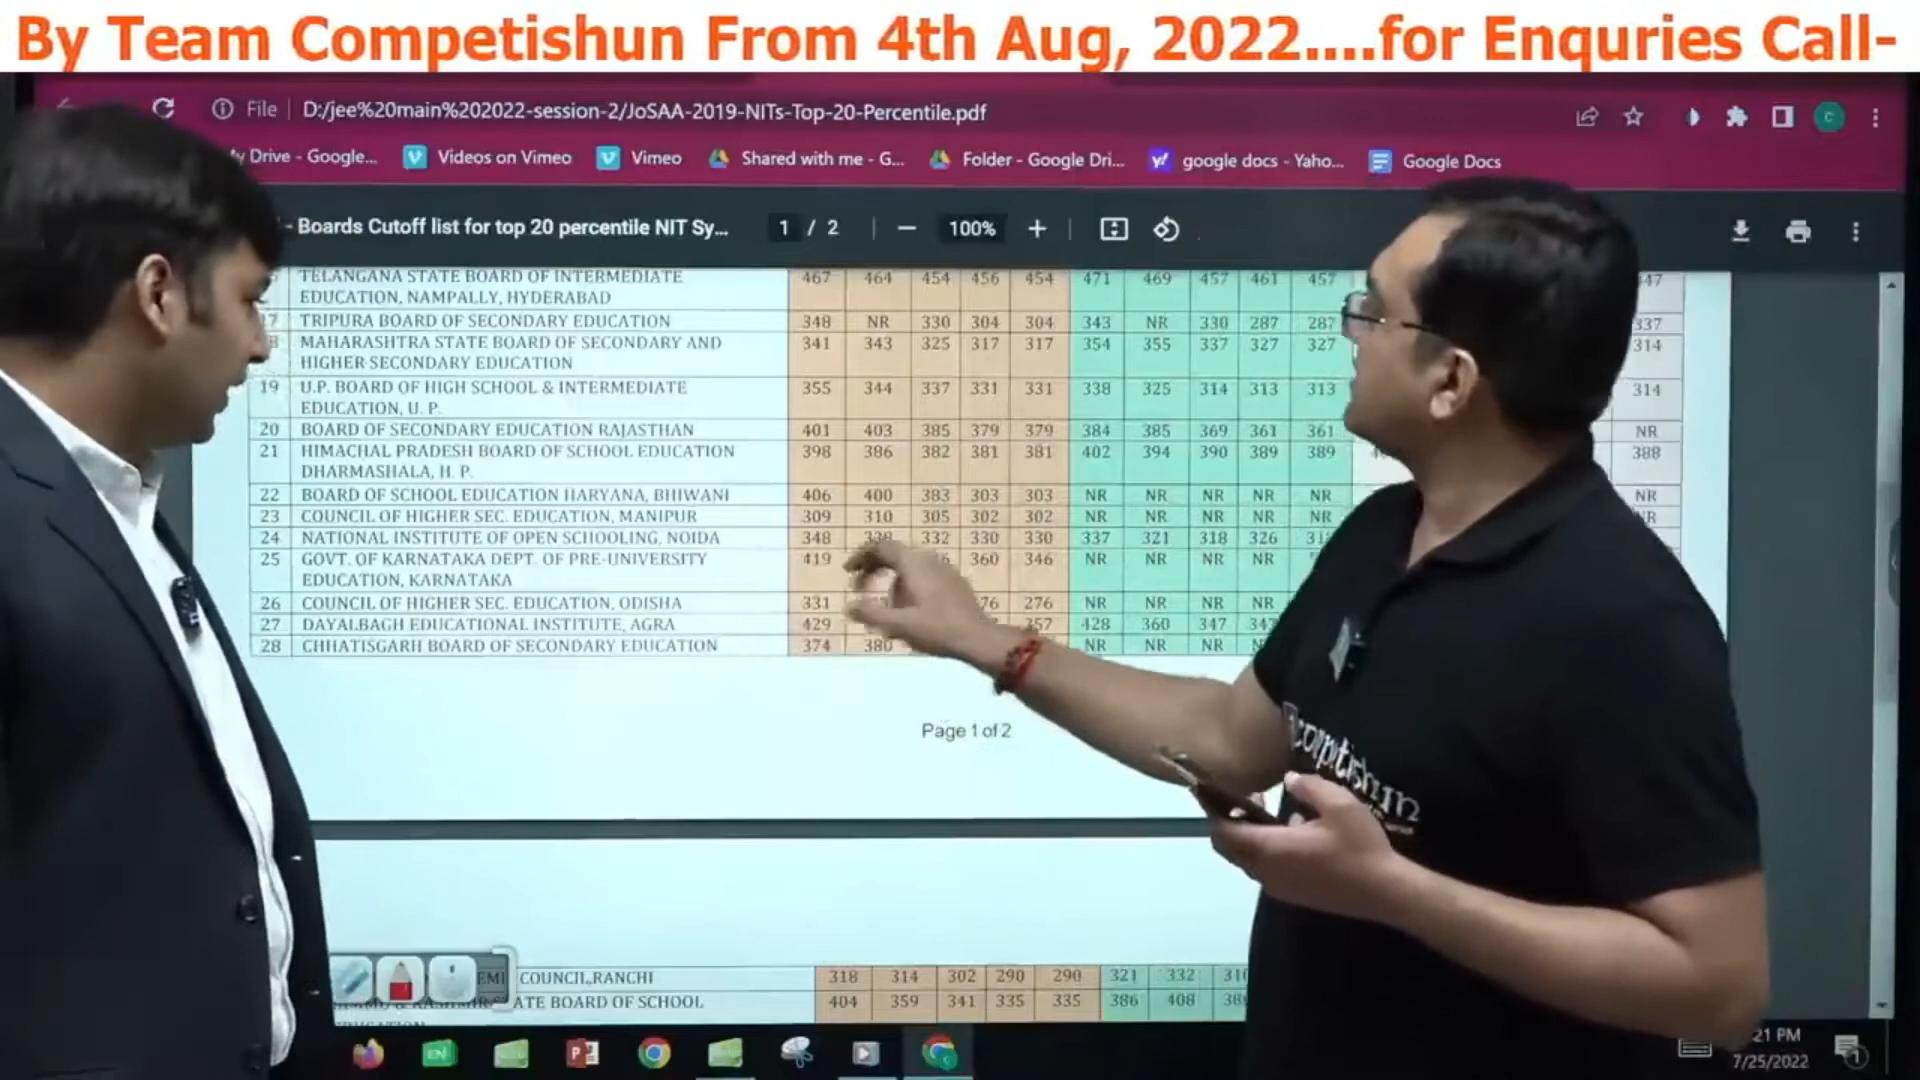 By Team Competishun From 4th Aug, 2022....for Enquries Call-
File D:/jee%20main%202022-session-2/JoSAA-2019-NITs-Top-20-Percentile.pdf
Drive - Google... Videos on Vimeo Vimeo Shared with me - G... Folder - Google Dri... google docs - Yaho... Google Docs
- Boards Cutoff list for top 20 percentile NIT Sy... 1 / 2 100%
TELANGANA STATE BOARD OF INTERMEDIATE 467 464 454 456 454 471 469 457 461 457
EDUCATION, NAMPALLY, HYDERABAD
TRIPURA BOARD OF SECONDARY EDUCATION 348 NR 330 304 304 343 NR 330 287 287 337
MAHARASHTRA STATE BOARD OF SECONDARY AND 341 343 325 317 317 354 355 337 327 327 314
HIGHER SECONDARY EDUCATION
19 U.P. BOARD OF HIGH SCHOOL & INTERMEDIATE 355 344 337 331 331 338 325 314 313 313 314
EDUCATION, U. P.
20 BOARD OF SECONDARY EDUCATION RAJASTHAN 401 403 385 379 379 384 385 369 361 361 NR
21 HIMACHAL PRADESH BOARD OF SCHOOL EDUCATION 398 386 382 381 381 402 394 390 389 389 388
DHARMASHALA, H. P.
22 BOARD OF SCHOOL EDUCATION HARYANA, BHIWANI 406 400 383 303 303 NR NR NR NR NR NR
23 COUNCIL OF HIGHER SEC. EDUCATION, MANIPUR 309 310 305 302 302 NR NR NR NR NR NR
24 NATIONAL INSTITUTE OF OPEN SCHOOLING, NOIDA 348 338 332 330 330 337 321 318 326
25 GOVT. OF KARNATAKA DEPT. OF PRE-UNIVERSITY 419 360 346 NR NR NR NR
EDUCATION, KARNATAKA
26 COUNCIL OF HIGHER SEC. EDUCATION, ODISHA 331 276 NR NR NR NR
27 DAYALBAGH EDUCATIONAL INSTITUTE, AGRA 429 357 428 360 347
28 CHHATISGARH BOARD OF SECONDARY EDUCATION 374 380 NR NR NR
Page 1 of 2
COUNCIL,RANCHI 318 314 302 290 290 321 332
ATE BOARD OF SCHOOL 404 359 341 335 335 386 408
competishun
21 PM
7/25/2022